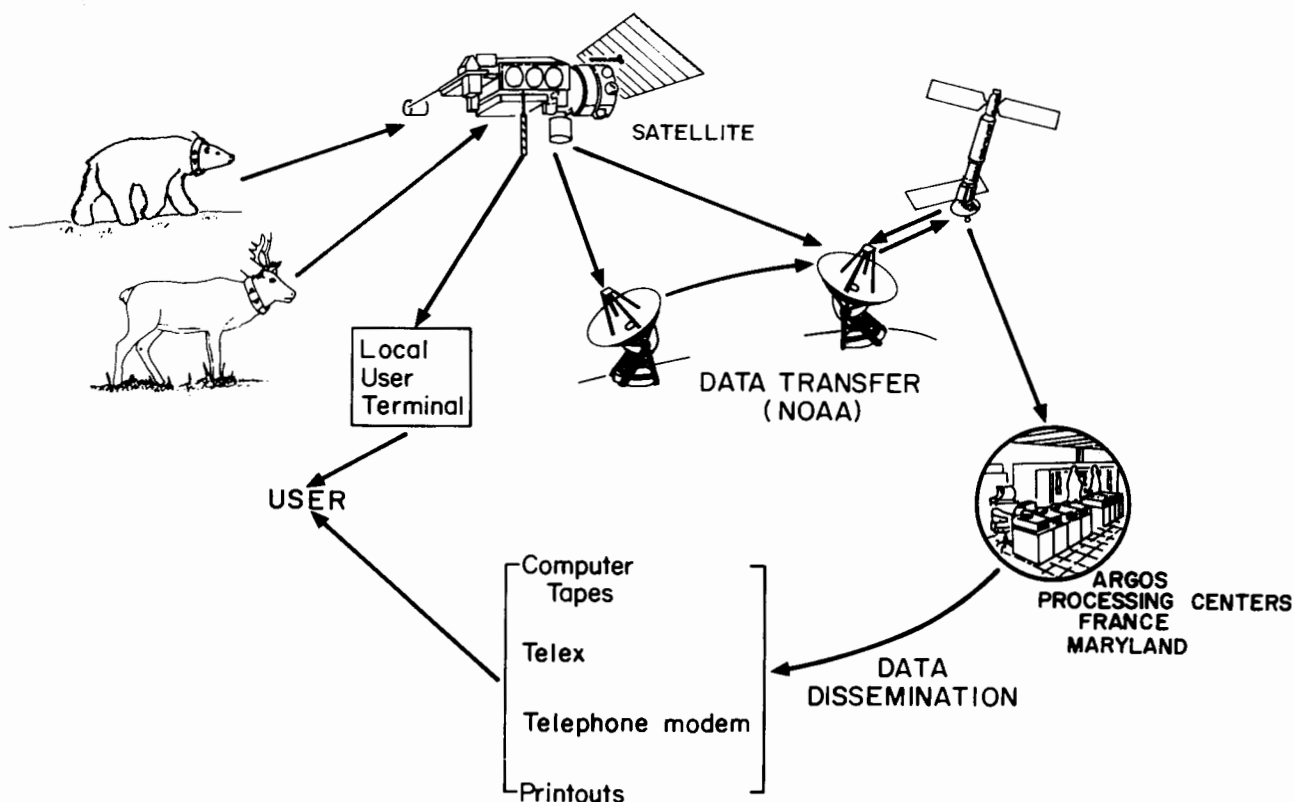 SATELLITE
Local
User
Terminal
DATA TRANSFER
(NOAA)
USER
Computer
Tapes
Telex
Telephone modem
Printouts
ARGOS
PROCESSING CENTERS
FRANCE
MARYLAND
DATA
DISSEMINATION